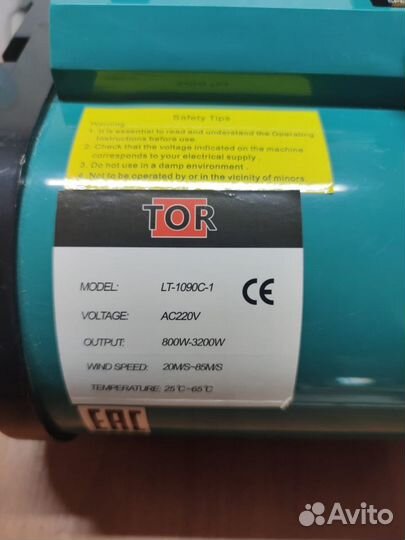 Safety Tips
Warning:
1. It is essential to read and understand the Operating
Instructions before use.
2. Check that the voltage indicated on the machine
corresponds to your electrical supply .
3. Do not use in a damp environment .
4. Not to be operated by or in the vicinity of minors.
TOR
MODEL: LT-1090C-1
CE
VOLTAGE: AC220V
OUTPUT: 800W-3200W
WIND SPEED: 20M/S~85M/S
TEMPERATURE: 25℃~65℃
EAC
Avito